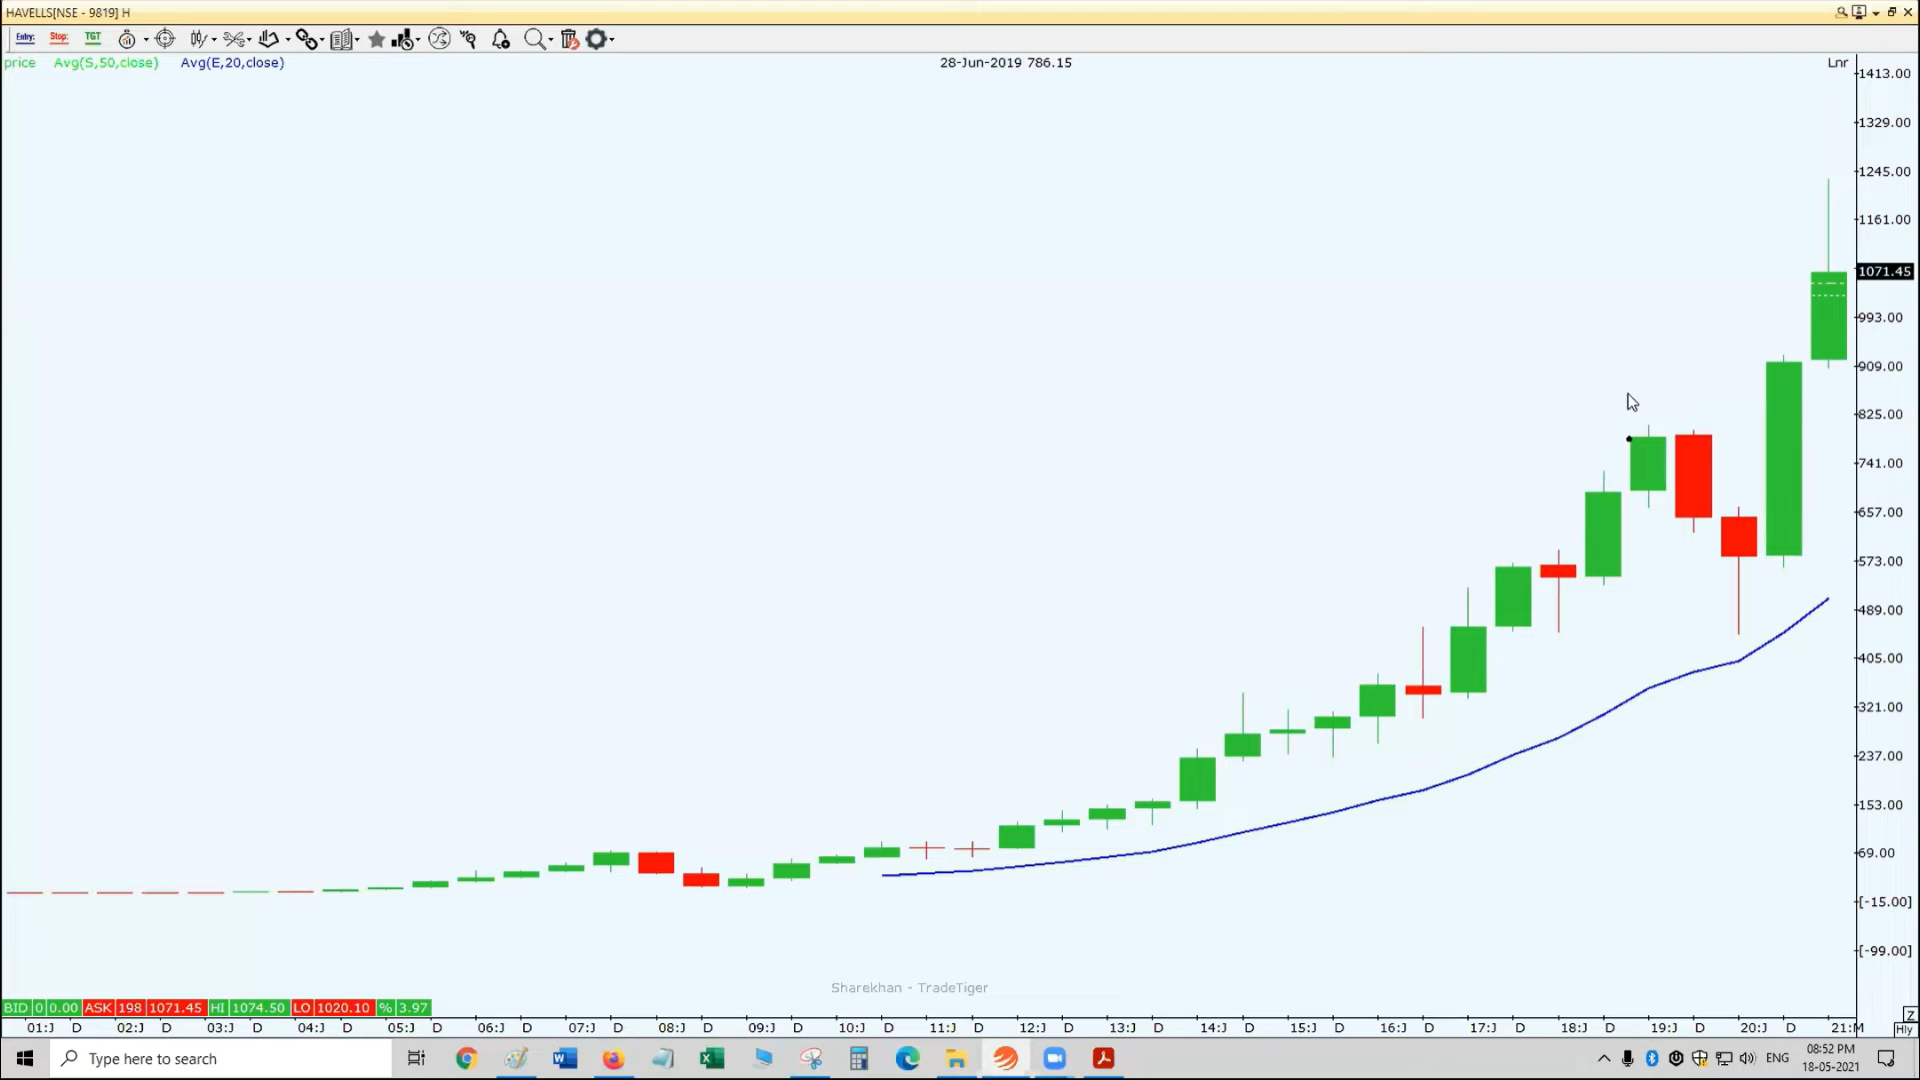 HAVELLS[NSE - 9819] H
Entry: Stop: TGT
price Avg(S,50,close) Avg(E,20,close) 28-Jun-2019 786.15 Lnr
1413.00
1329.00
1245.00
1161.00
1071.45
993.00
909.00
825.00
741.00
657.00
573.00
489.00
405.00
321.00
237.00
153.00
69.00
[-15.00]
[-99.00]
Sharekhan - TradeTiger
BID 0 0.00 ASK 198 1071.45 HI 1074.50 LO 1020.10 % 3.97
Z
01:J D 02:J D 03:J D 04:J D 05:J D 06:J D 07:J D 08:J D 09:J D 10:J D 11:J D 12:J D 13:J D 14:J D 15:J D 16:J D 17:J D 18:J D 19:J D 20:J D 21:M Hly
Type here to search ENG 08:52 PM
18-05-2021